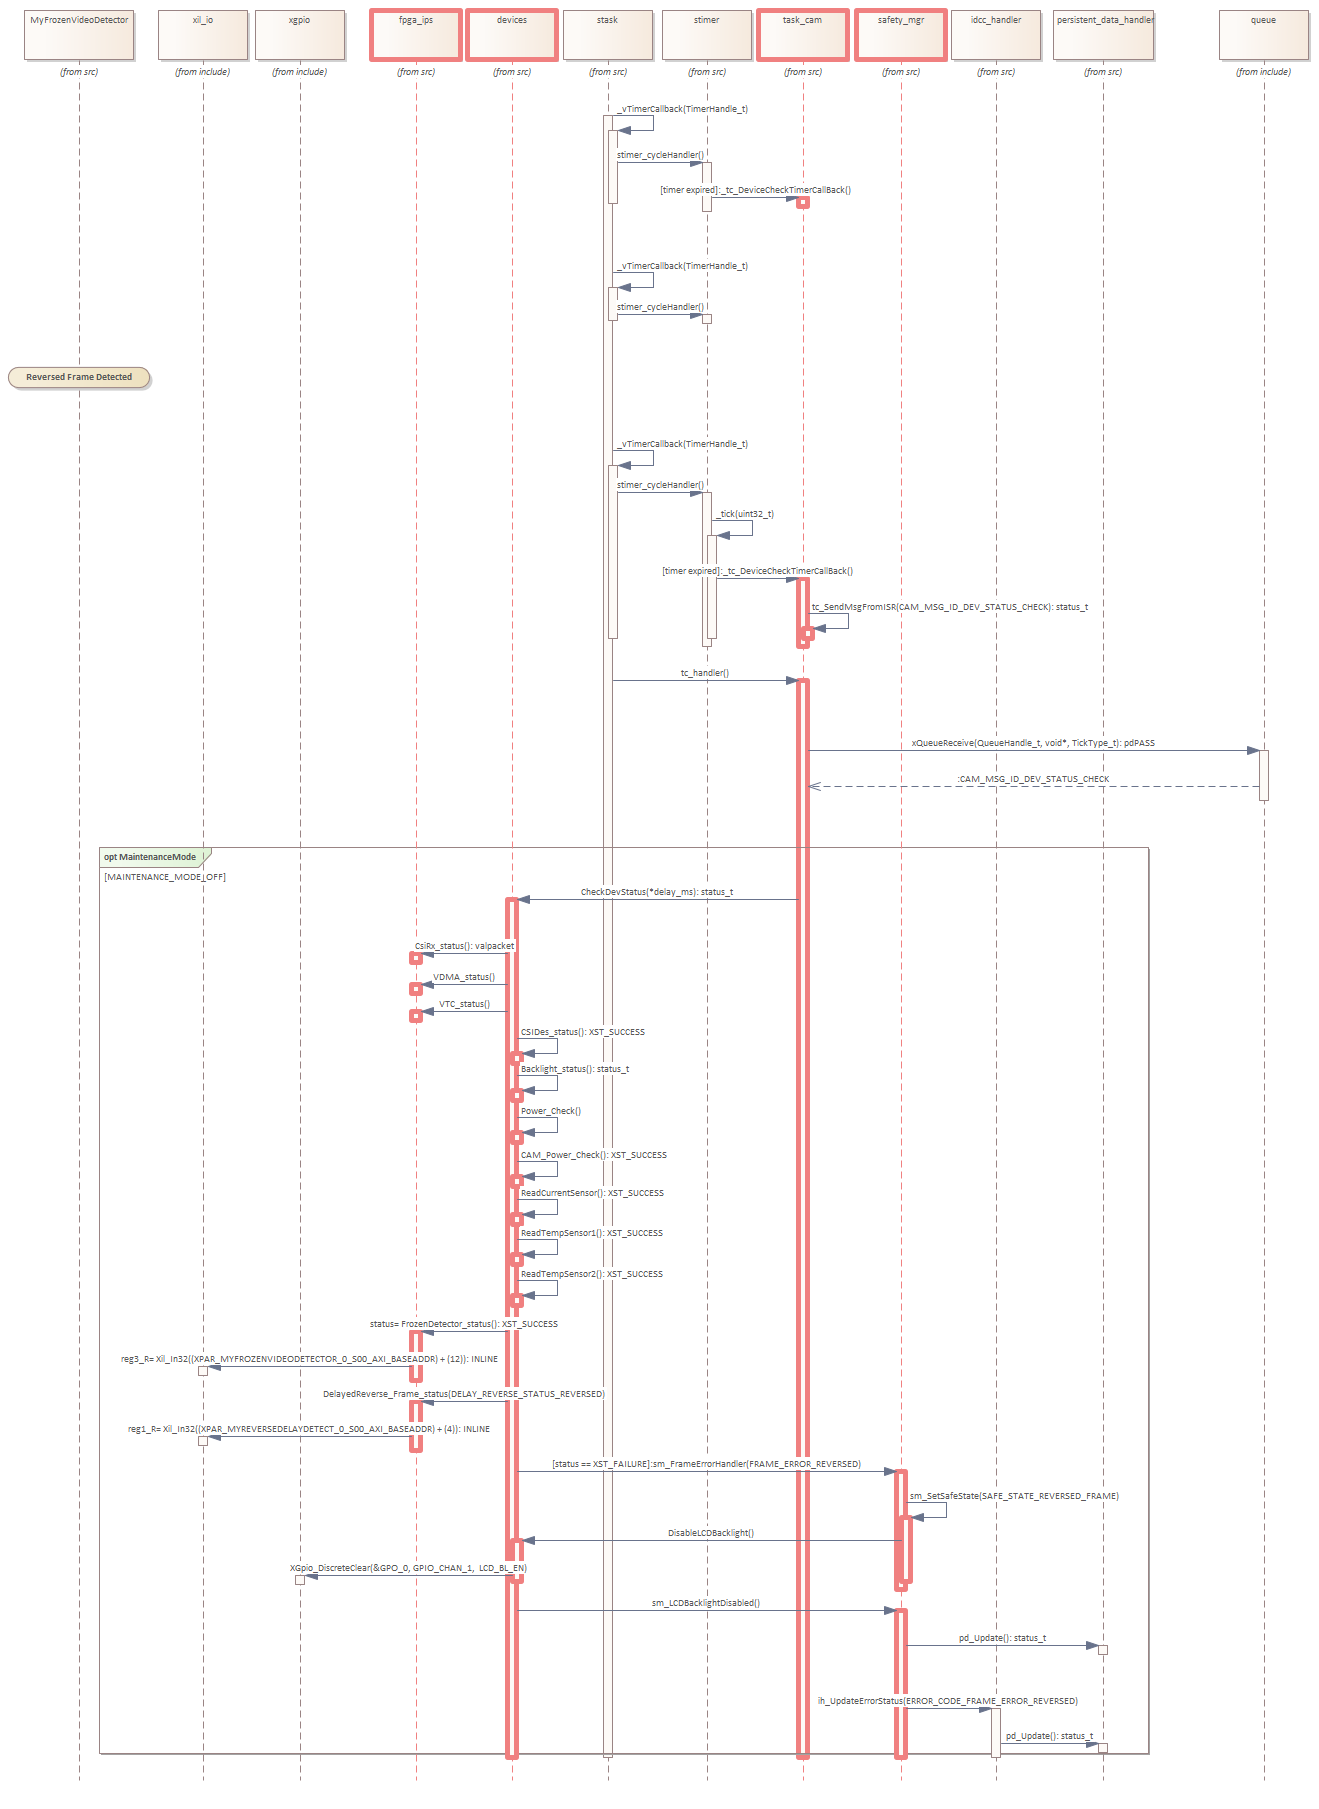 MyFrozenVideoDetector
xil_io
xgpio
fpga_ips
devices
stask
stimer
task_cam
safety_mgr
idcc_handler
persistent_data_handler
queue
(from src)
(from include)
(from include)
(from src)
(from src)
(from src)
(from src)
(from src)
(from src)
(from src)
(from src)
(from include)
_vTimerCallback(TimerHandle_t)
stimer_cycleHandler()
[timer expired]:_tc_DeviceCheckTimerCallBack()
_vTimerCallback(TimerHandle_t)
stimer_cycleHandler()
Reversed Frame Detected
_vTimerCallback(TimerHandle_t)
stimer_cycleHandler()
_tick(uint32_t)
[timer expired]:_tc_DeviceCheckTimerCallBack()
tc_SendMsgFromISR(CAM_MSG_ID_DEV_STATUS_CHECK): status_t
tc_handler()
xQueueReceive(QueueHandle_t, void*, TickType_t): pdPASS
:CAM_MSG_ID_DEV_STATUS_CHECK
opt MaintenanceMode
[MAINTENANCE_MODE_OFF]
CheckDevStatus(*delay_ms): status_t
CsiRx_status(): valpacket
VDMA_status()
VTC_status()
CSIDes_status(): XST_SUCCESS
Backlight_status(): status_t
Power_Check()
CAM_Power_Check(): XST_SUCCESS
ReadCurrentSensor(): XST_SUCCESS
ReadTempSensor1(): XST_SUCCESS
ReadTempSensor2(): XST_SUCCESS
status= FrozenDetector_status(): XST_SUCCESS
reg3_R= Xil_In32((XPAR_MYFROZENVIDEODETECTOR_0_S00_AXI_BASEADDR) + (12)): INLINE
DelayedReverse_Frame_status(DELAY_REVERSE_STATUS_REVERSED)
reg1_R= Xil_In32((XPAR_MYREVERSEDELAYDETECT_0_S00_AXI_BASEADDR) + (4)): INLINE
[status == XST_FAILURE]:sm_FrameErrorHandler(FRAME_ERROR_REVERSED)
sm_SetSafeState(SAFE_STATE_REVERSED_FRAME)
DisableLCDBacklight()
XGpio_DiscreteClear(&GPO_0, GPIO_CHAN_1, LCD_BL_EN)
sm_LCDBacklightDisabled()
pd_Update(): status_t
ih_UpdateErrorStatus(ERROR_CODE_FRAME_ERROR_REVERSED)
pd_Update(): status_t